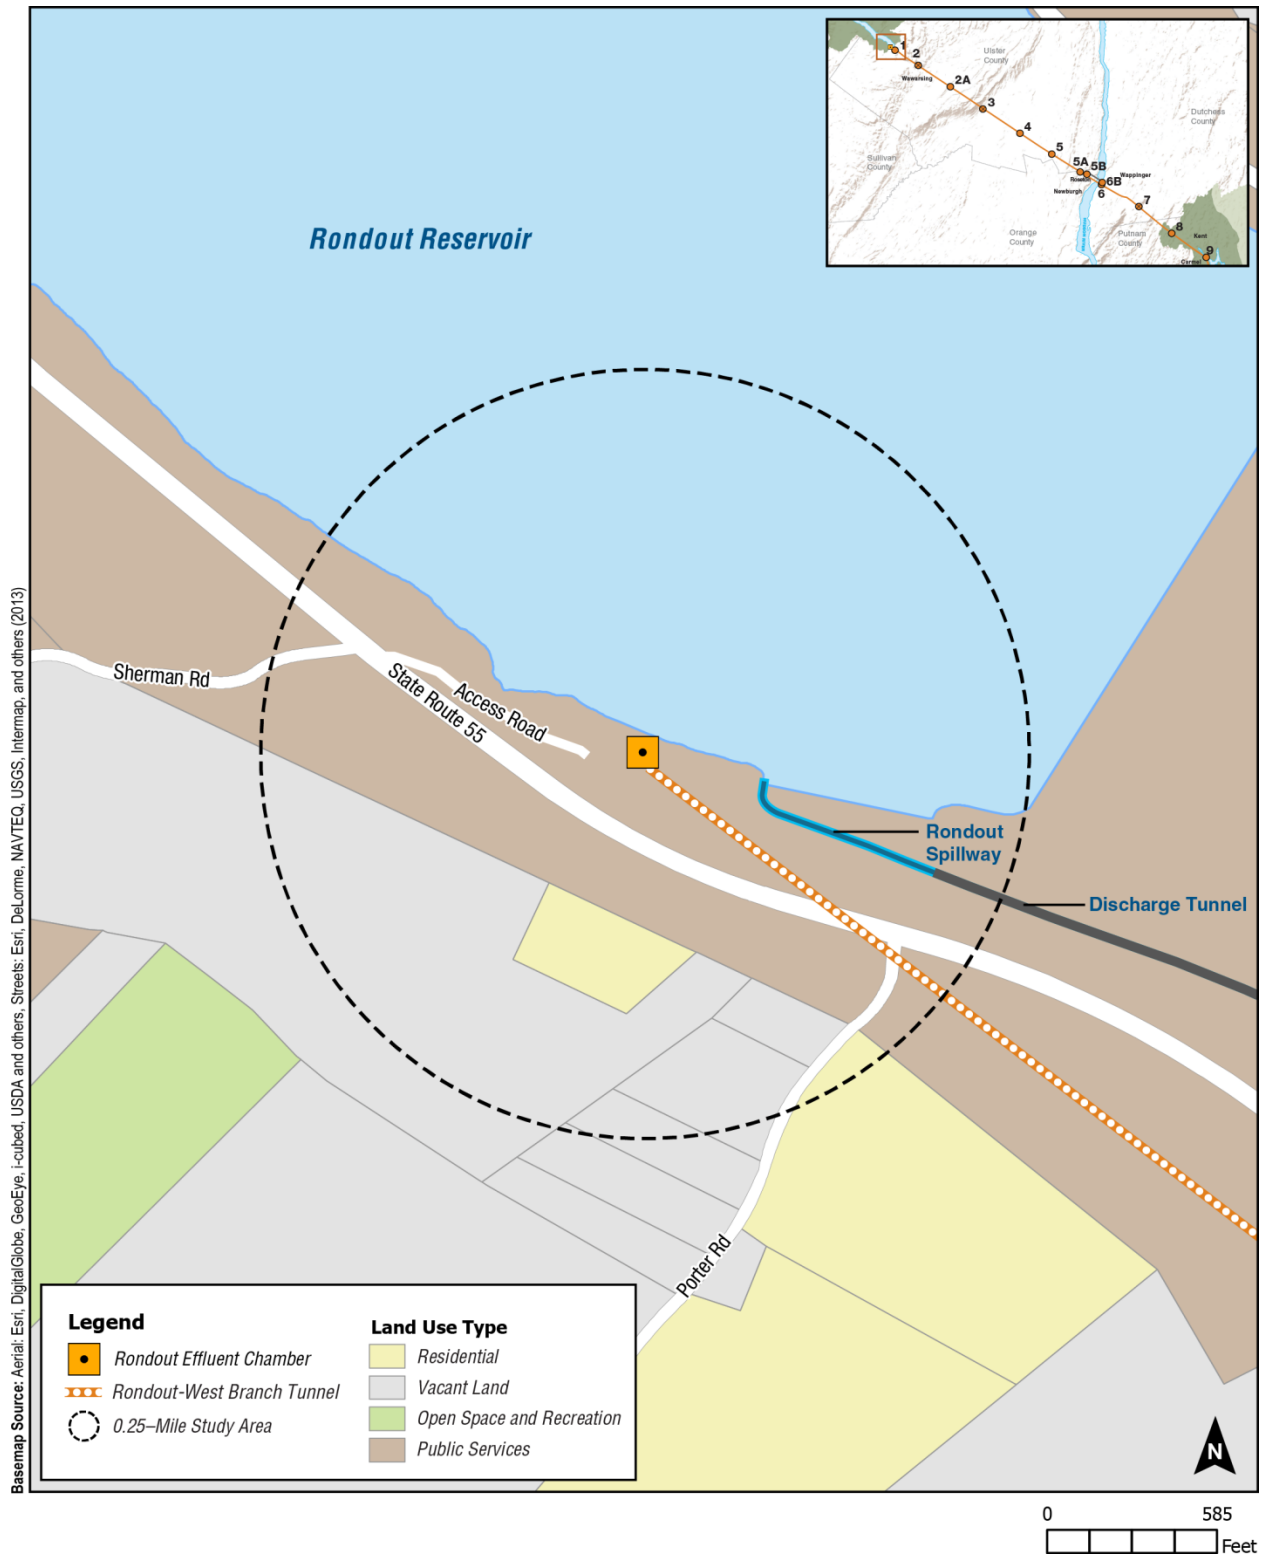 Rondout Reservoir
1
2
Wawarsing
2A
3
4
5
5A
5B
Roseton
Newburgh
6B
6
Wappinger
7
8
Kent
9
Carmel
Ulster
County
Dutchess
County
Sullivan
County
Orange
County
Putnam
County
Sherman Rd
State Route 55
Access Road
Rondout
Spillway
Discharge Tunnel
Porter Rd
Legend
Rondout Effluent Chamber
Rondout-West Branch Tunnel
0.25–Mile Study Area
Land Use Type
Residential
Vacant Land
Open Space and Recreation
Public Services
N
0
585
Feet
Basemap Source: Aerial: Esri, DigitalGlobe, GeoEye, i-cubed, USDA and others, Streets: Esri, DeLorme, NAVTEQ, USGS, Intermap, and others (2013)